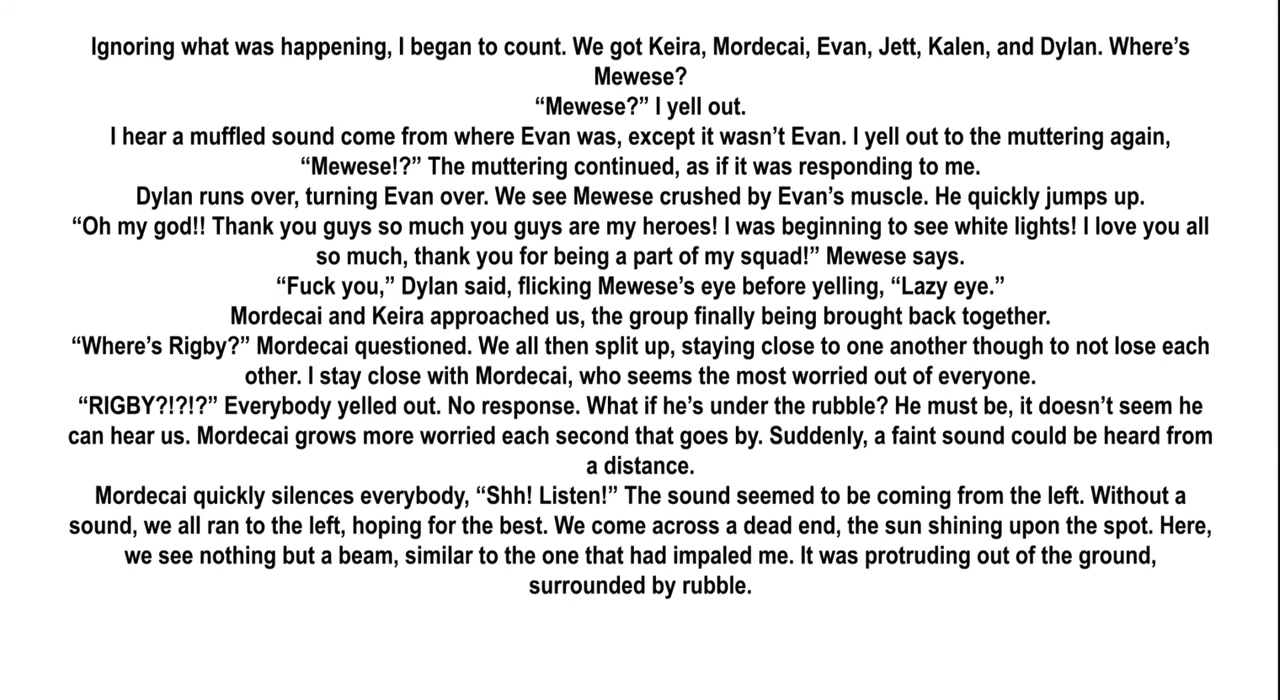 Ignoring what was happening, I began to count. We got Keira, Mordecai, Evan, Jett, Kalen, and Dylan. Where’s
Mewese?
“Mewese?” I yell out.
I hear a muffled sound come from where Evan was, except it wasn’t Evan. I yell out to the muttering again,
“Mewese!?” The muttering continued, as if it was responding to me.
Dylan runs over, turning Evan over. We see Mewese crushed by Evan’s muscle. He quickly jumps up.
“Oh my god!! Thank you guys so much you guys are my heroes! I was beginning to see white lights! I love you all
so much, thank you for being a part of my squad!” Mewese says.
“Fuck you,” Dylan said, flicking Mewese’s eye before yelling, “Lazy eye.”
Mordecai and Keira approached us, the group finally being brought back together.
“Where’s Rigby?” Mordecai questioned. We all then split up, staying close to one another though to not lose each
other. I stay close with Mordecai, who seems the most worried out of everyone.
“RIGBY?!?!?” Everybody yelled out. No response. What if he’s under the rubble? He must be, it doesn’t seem he
can hear us. Mordecai grows more worried each second that goes by. Suddenly, a faint sound could be heard from
a distance.
Mordecai quickly silences everybody, “Shh! Listen!” The sound seemed to be coming from the left. Without a
sound, we all ran to the left, hoping for the best. We come across a dead end, the sun shining upon the spot. Here,
we see nothing but a beam, similar to the one that had impaled me. It was protruding out of the ground,
surrounded by rubble.